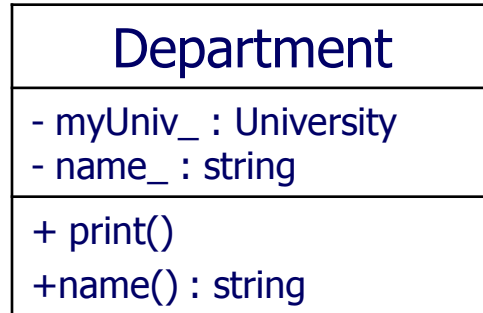 Department
- myUniv_ : University
- name_ : string
+ print()
+name() : string